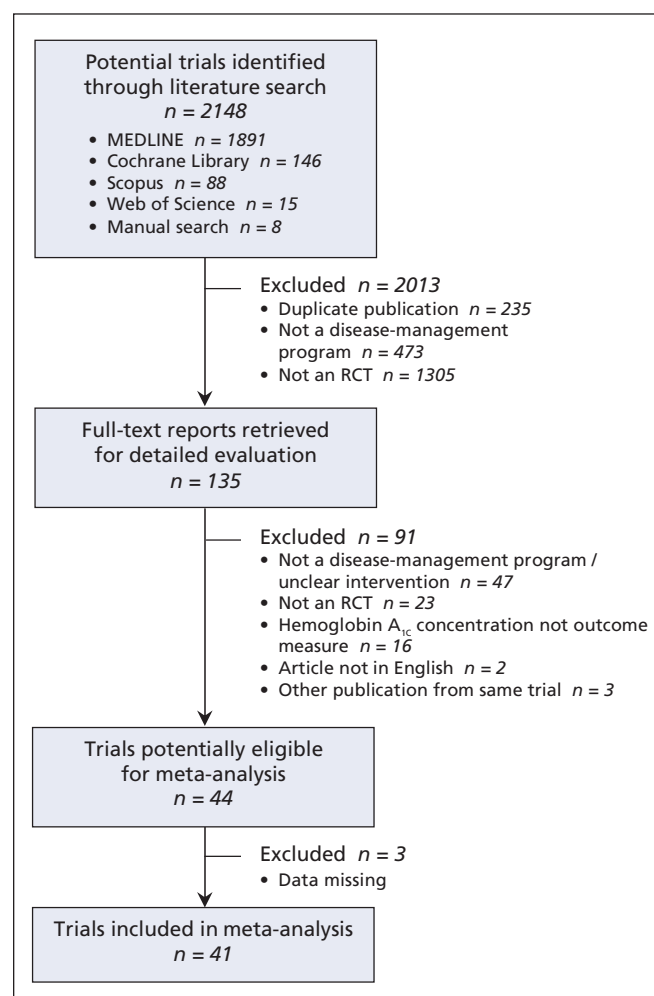 Potential trials identified
through literature search
n = 2148
• MEDLINE n = 1891
• Cochrane Library n = 146
• Scopus n = 88
• Web of Science n = 15
• Manual search n = 8
Excluded n = 2013
• Duplicate publication n = 235
• Not a disease-management
program n = 473
• Not an RCT n = 1305
Full-text reports retrieved
for detailed evaluation
n = 135
Excluded n = 91
• Not a disease-management program /
unclear intervention n = 47
• Not an RCT n = 23
• Hemoglobin A1c concentration not outcome
measure n = 16
• Article not in English n = 2
• Other publication from same trial n = 3
Trials potentially eligible
for meta-analysis
n = 44
Excluded n = 3
• Data missing
Trials included in meta-analysis
n = 41